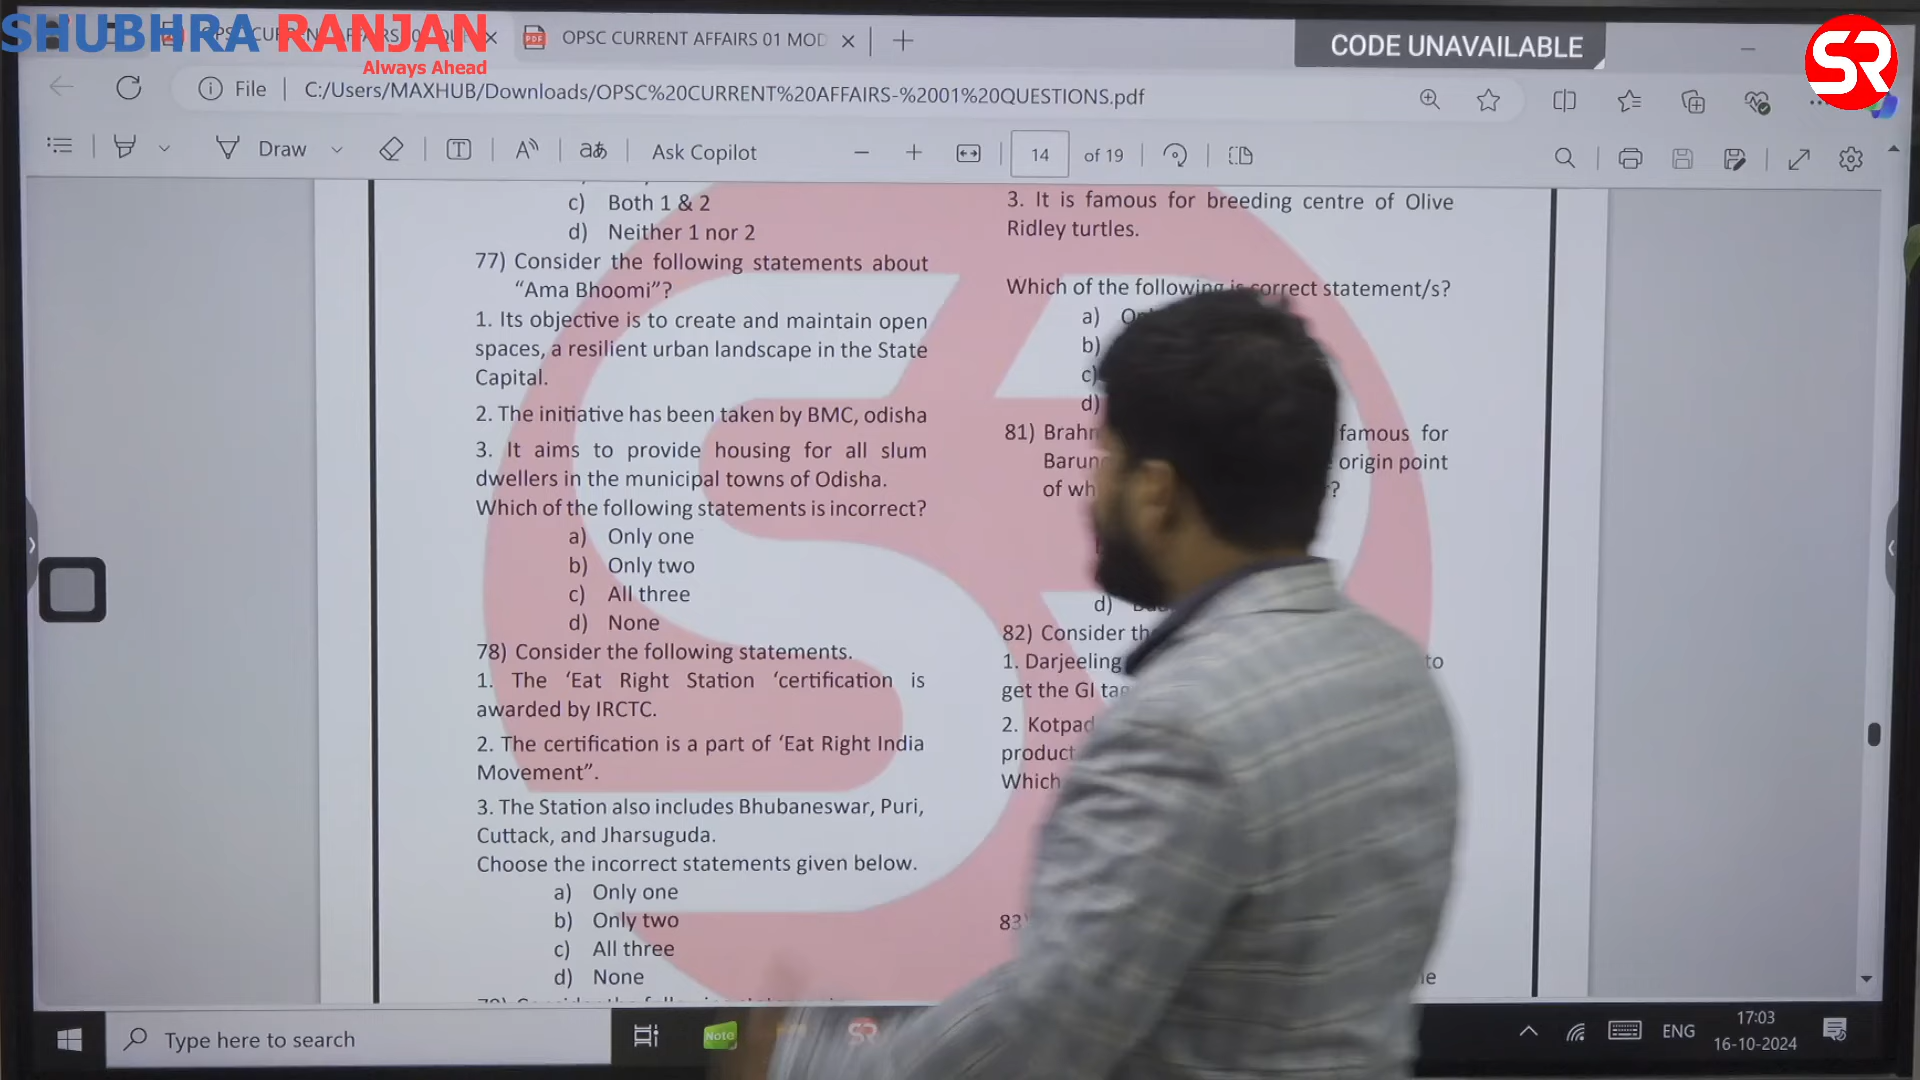 SHUBHRA RANJAN
Always Ahead
OPSC CURRENT AFFAIRS 01 MOD
CODE UNAVAILABLE
SR
File
C:/Users/MAXHUB/Downloads/OPSC%20CURRENT%20AFFAIRS-%2001%20QUESTIONS.pdf
Draw
Ask Copilot
14 of 19
c) Both 1 & 2
d) Neither 1 nor 2
77) Consider the following statements about
“Ama Bhoomi”?
1. Its objective is to create and maintain open
spaces, a resilient urban landscape in the State
Capital.
2. The initiative has been taken by BMC, odisha
3. It aims to provide housing for all slum
dwellers in the municipal towns of Odisha.
Which of the following statements is incorrect?
a) Only one
b) Only two
c) All three
d) None
78) Consider the following statements.
1. The ‘Eat Right Station ‘certification is
awarded by IRCTC.
2. The certification is a part of ‘Eat Right India
Movement”.
3. The Station also includes Bhubaneswar, Puri,
Cuttack, and Jharsuguda.
Choose the incorrect statements given below.
a) Only one
b) Only two
c) All three
d) None
3. It is famous for breeding centre of Olive
Ridley turtles.
Which of the following is correct statement/s?
a)
b)
c)
d)
81) famous for
origin point
of
d)
82) Consider
1. Darjeeling to
get the GI
2. Kotpad
product
Which
83)
Type here to search
Note
SR
ENG
17:03
16-10-2024